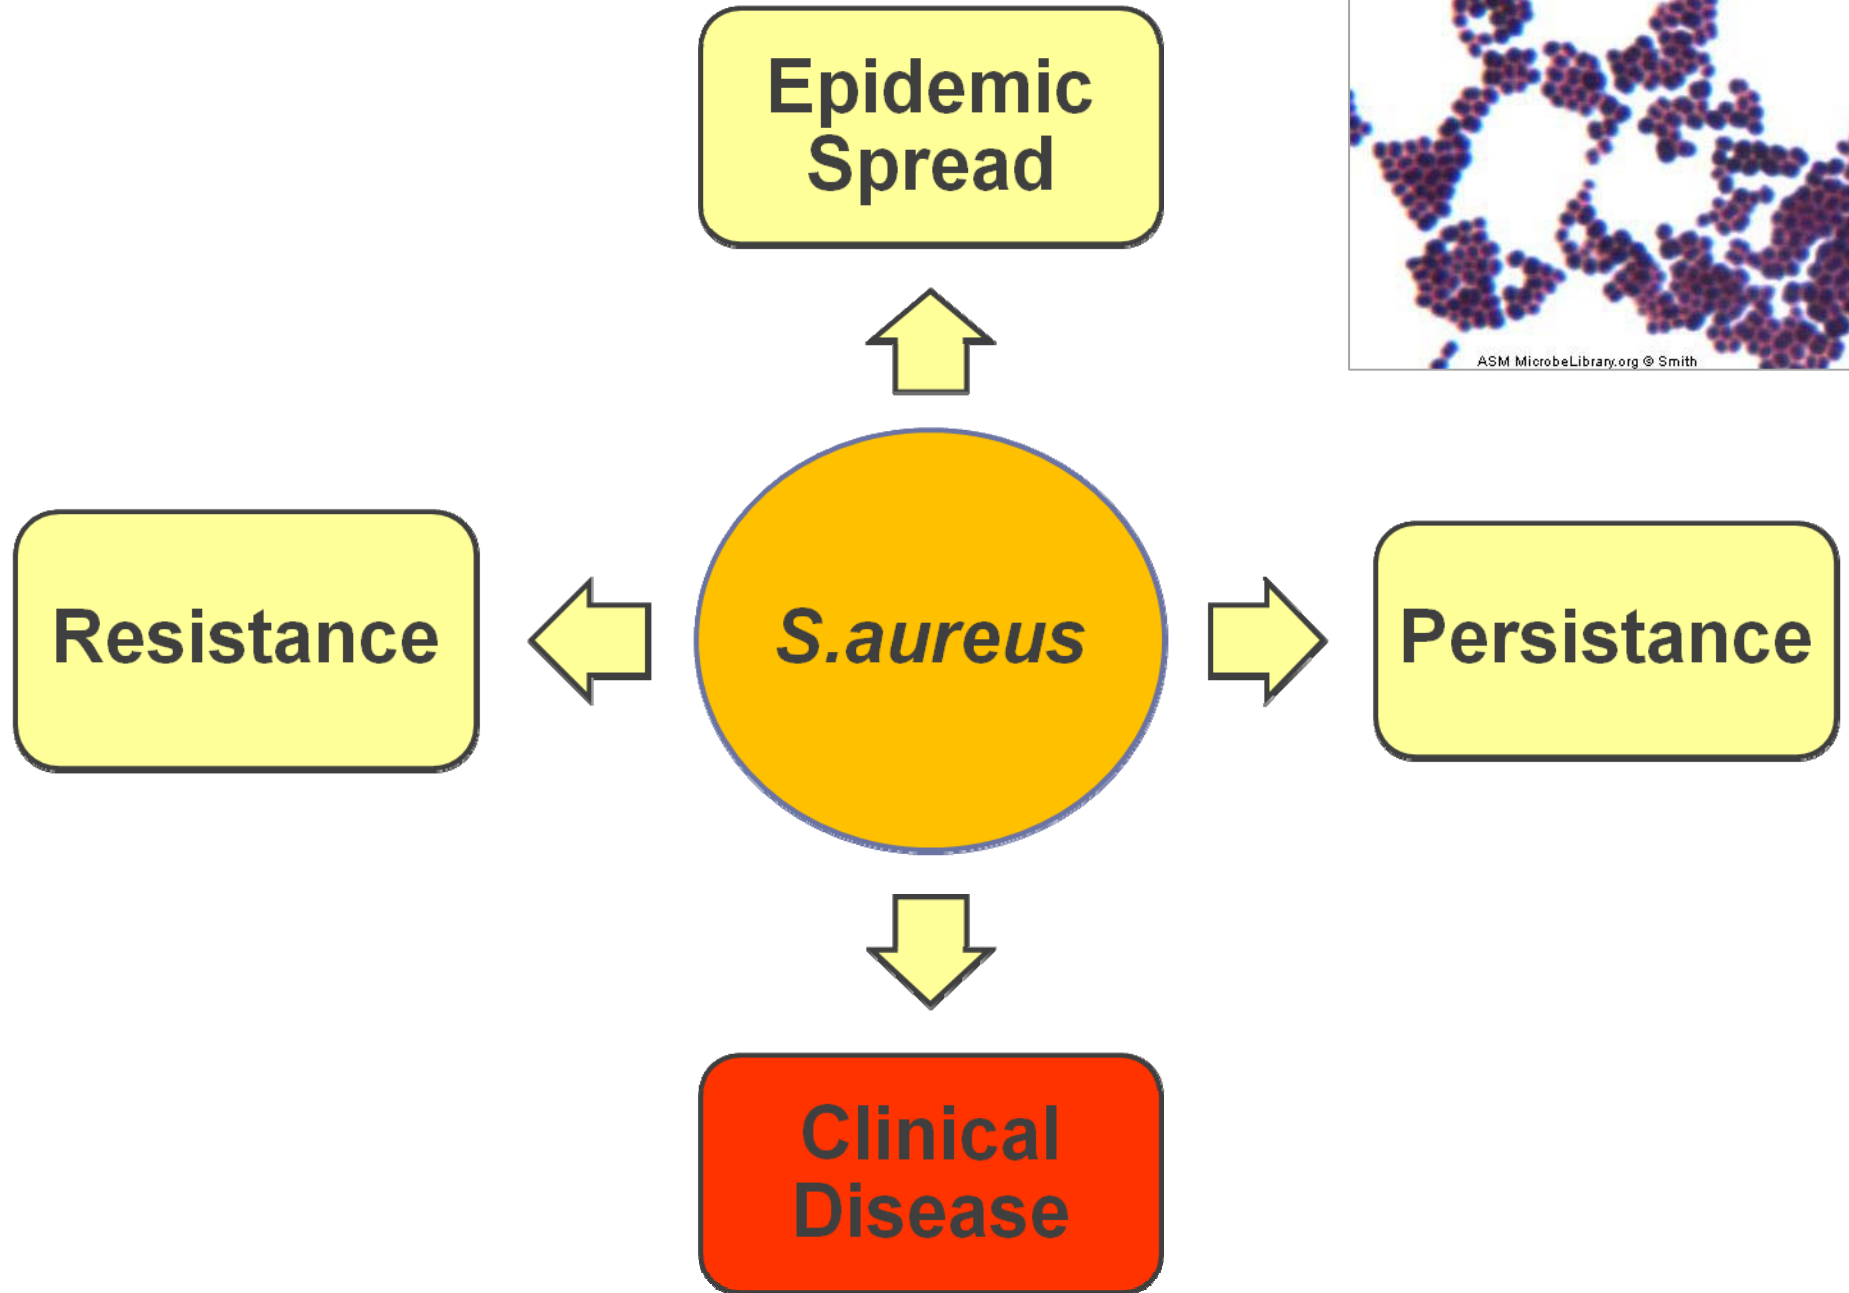 Epidemic
Spread
ASM MicrobeLibrary.org © Smith
Resistance
S.aureus
Persistance
Clinical
Disease